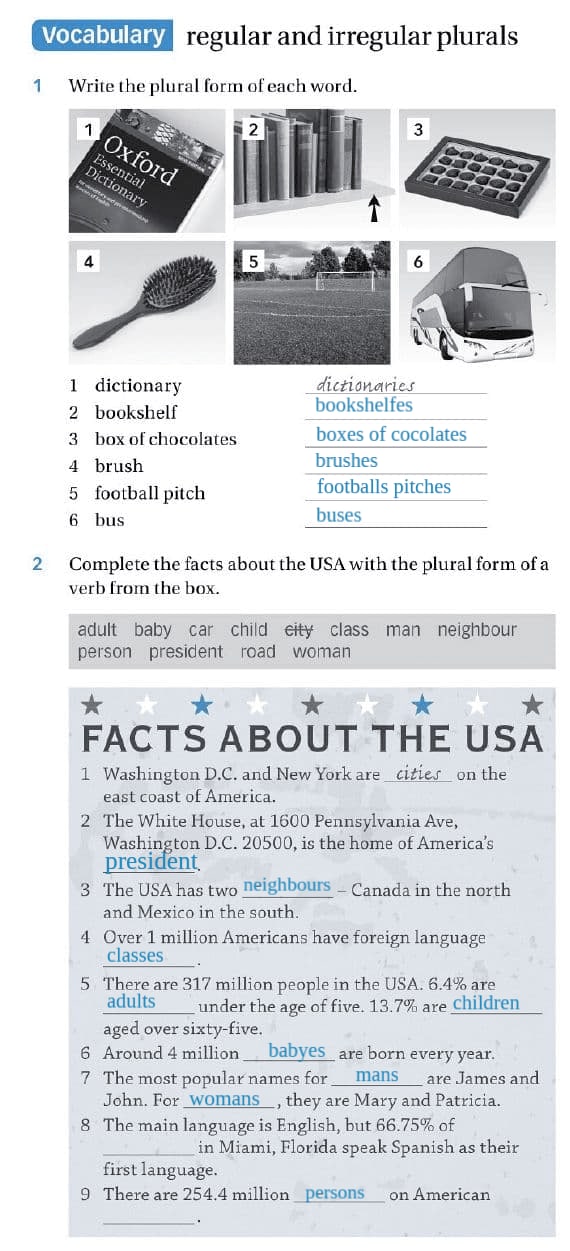 Vocabulary regular and irregular plurals
1 Write the plural form of each word.
1
Oxford
Essential
Dictionary
2
3
4
5
6
1 dictionary dictionaries
2 bookshelf bookshelfes
3 box of chocolates boxes of cocolates
4 brush brushes
5 football pitch footballs pitches
6 bus buses
2 Complete the facts about the USA with the plural form of a
verb from the box.
adult baby car child city class man neighbour
person president road woman
FACTS ABOUT THE USA
1 Washington D.C. and New York are cities on the
east coast of America.
2 The White House, at 1600 Pennsylvania Ave,
Washington D.C. 20500, is the home of America's
president.
3 The USA has two neighbours – Canada in the north
and Mexico in the south.
4 Over 1 million Americans have foreign language
classes.
5 There are 317 million people in the USA. 6.4% are
adults under the age of five. 13.7% are children
aged over sixty-five.
6 Around 4 million babyes are born every year.
7 The most popular names for mans are James and
John. For womans, they are Mary and Patricia.
8 The main language is English, but 66.75% of
in Miami, Florida speak Spanish as their
first language.
9 There are 254.4 million persons on American
.